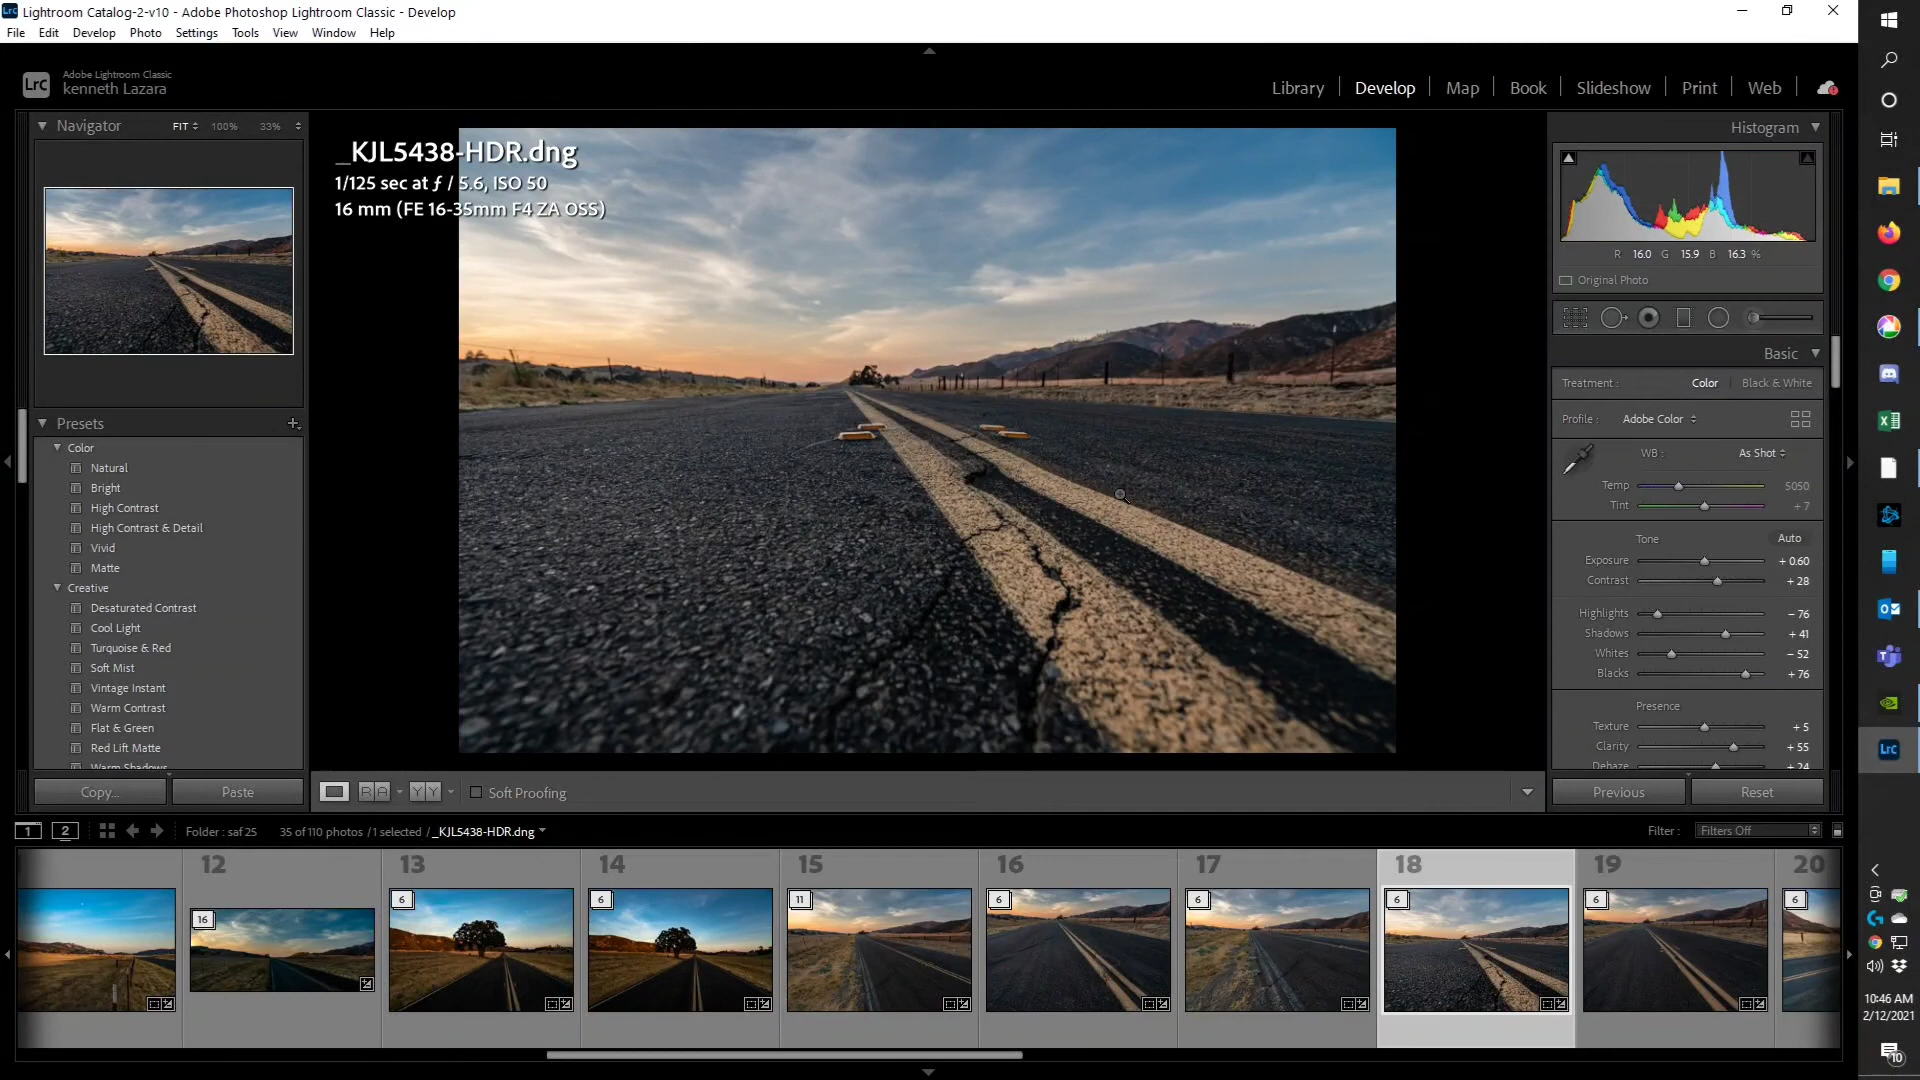 Lightroom Catalog-2-v10 - Adobe Photoshop Lightroom Classic - Develop
File Edit Develop Photo Settings Tools View Window Help
LrC
Adobe Lightroom Classic
kenneth Lazara
Library Develop Map Book Slideshow Print Web
Navigator FIT 100% 33%
_KJL5438-HDR.dng
1/125 sec at ƒ / 5.6, ISO 50
16 mm (FE 16-35mm F4 ZA OSS)
Histogram
R 16.0 G 15.9 B 16.3 %
Original Photo
Basic
Treatment : Color Black & White
Profile : Adobe Color
WB : As Shot
Temp 5050
Tint + 7
Tone Auto
Exposure + 0.60
Contrast + 28
Highlights – 76
Shadows + 41
Whites – 52
Blacks + 76
Presence
Texture + 5
Clarity + 55
Dehaze + 24
Previous Reset
Presets
Color
Natural
Bright
High Contrast
High Contrast & Detail
Vivid
Matte
Creative
Desaturated Contrast
Cool Light
Turquoise & Red
Soft Mist
Vintage Instant
Warm Contrast
Flat & Green
Red Lift Matte
Warm Shadows
Copy... Paste
R A Y Y Soft Proofing
1 2 Folder : saf 25 35 of 110 photos / 1 selected / _KJL5438-HDR.dng Filter : Filters Off
12 13 14 15 16 17 18 19 20
16 6 6 11 6 6 6 6 6
LrC
10:46 AM
2/12/2021
10